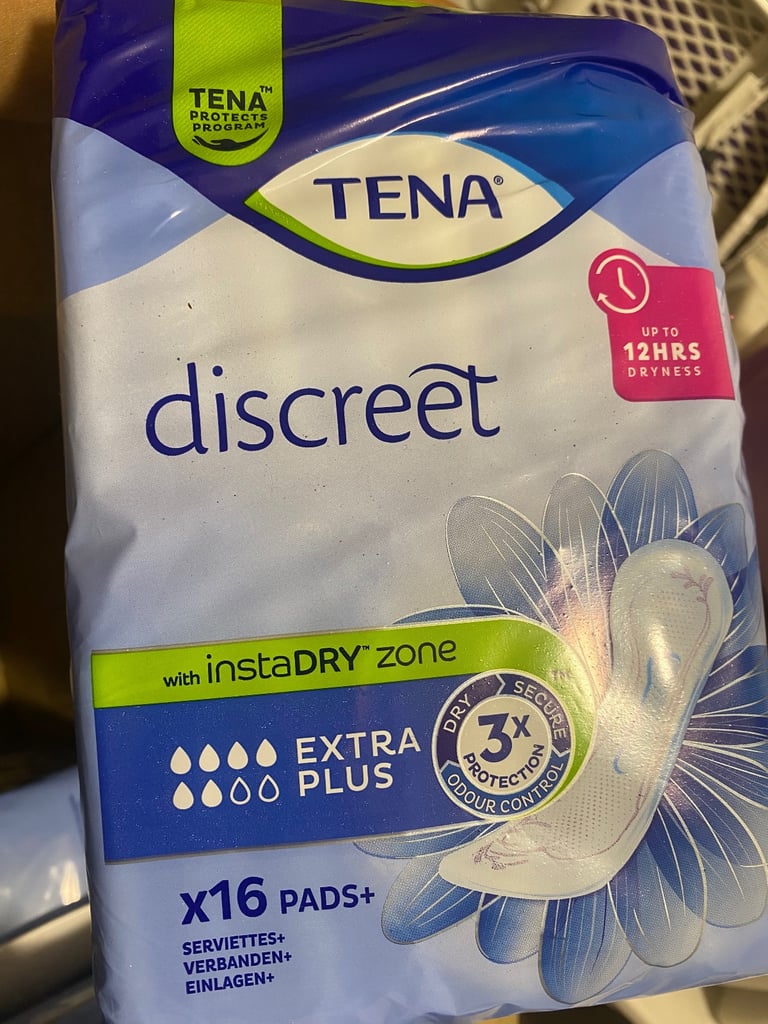 TENA™
PROTECTS
PROGRAM
TENA®
UP TO
12HRS
DRYNESS
discreet
with instaDRY™ zone
EXTRA
PLUS
DRY
SECURE
3x
PROTECTION
ODOUR CONTROL
TM
x16 PADS+
SERVIETTES+
VERBANDEN+
EINLAGEN+